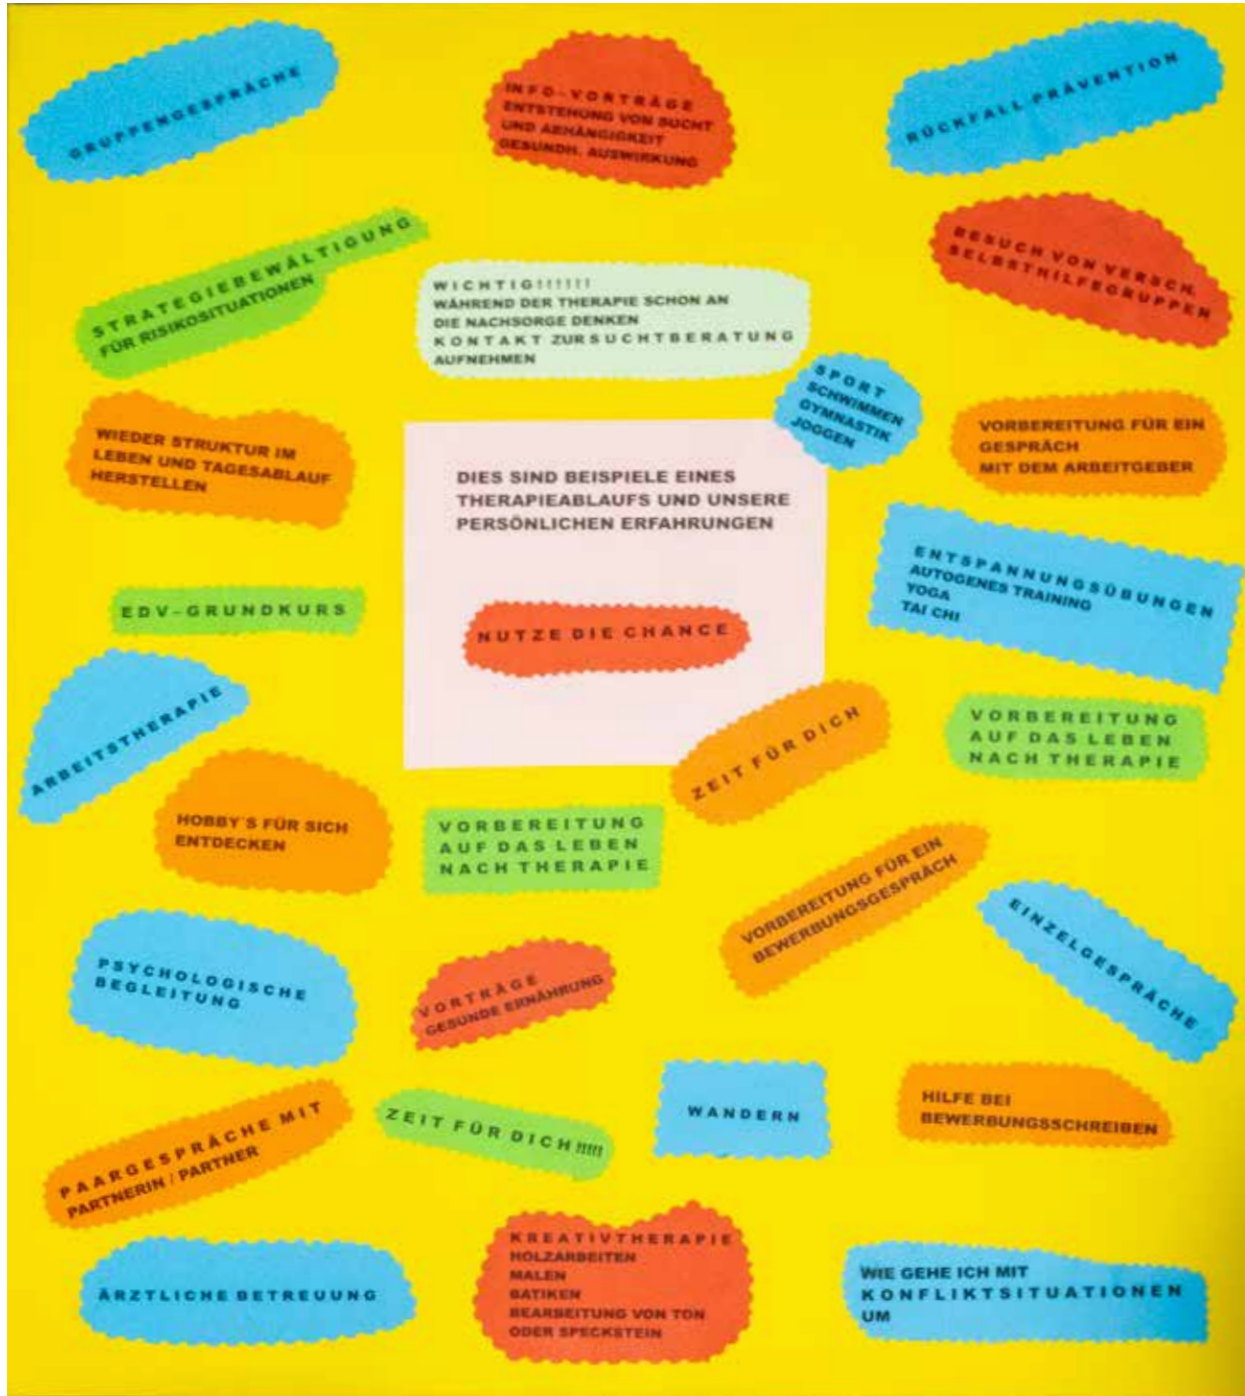 GRUPPENGESPRÄCHE
INFO-VORTRÄGE
ENTSTEHUNG VON SUCHT
UND ABHÄNGIGKEIT
GESUNDH. AUSWIRKUNG
RÜCKFALL-PRÄVENTION
STRATEGIEBEWÄLTIGUNG
FÜR RISIKOSITUATIONEN
WICHTIG!!!!!!
WÄHREND DER THERAPIE SCHON AN
DIE NACHSORGE DENKEN
KONTAKT ZUR SUCHTBERATUNG
AUFNEHMEN
BESUCH VON VERSCH.
SELBSTHILFEGRUPPEN
SPORT
SCHWIMMEN
GYMNASTIK
JOGGEN
WIEDER STRUKTUR IM
LEBEN UND TAGESABLAUF
HERSTELLEN
DIES SIND BEISPIELE EINES
THERAPIEABLAUFS UND UNSERE
PERSÖNLICHEN ERFAHRUNGEN
VORBEREITUNG FÜR EIN
GESPRÄCH
MIT DEM ARBEITGEBER
ENTSPANNUNGSÜBUNGEN
AUTOGENES TRAINING
YOGA
TAI CHI
EDV-GRUNDKURS
NUTZE DIE CHANCE
ARBEITSTHERAPIE
ZEIT FÜR DICH
VORBEREITUNG
AUF DAS LEBEN
NACH THERAPIE
HOBBY´S FÜR SICH
ENTDECKEN
VORBEREITUNG
AUF DAS LEBEN
NACH THERAPIE
VORBEREITUNG FÜR EIN
BEWERBUNGSGESPRÄCH
EINZELGESPRÄCHE
PSYCHOLOGISCHE
BEGLEITUNG
VORTRÄGE
GESUNDE ERNÄHRUNG
PAARGESPRÄCHE MIT
PARTNERIN / PARTNER
ZEIT FÜR DICH !!!!!
WANDERN
HILFE BEI
BEWERBUNGSSCHREIBEN
ÄRZTLICHE BETREUUNG
KREATIVTHERAPIE
HOLZARBEITEN
MALEN
BATIKEN
BEARBEITUNG VON TON
ODER SPECKSTEIN
WIE GEHE ICH MIT
KONFLIKTSITUATIONEN
UM